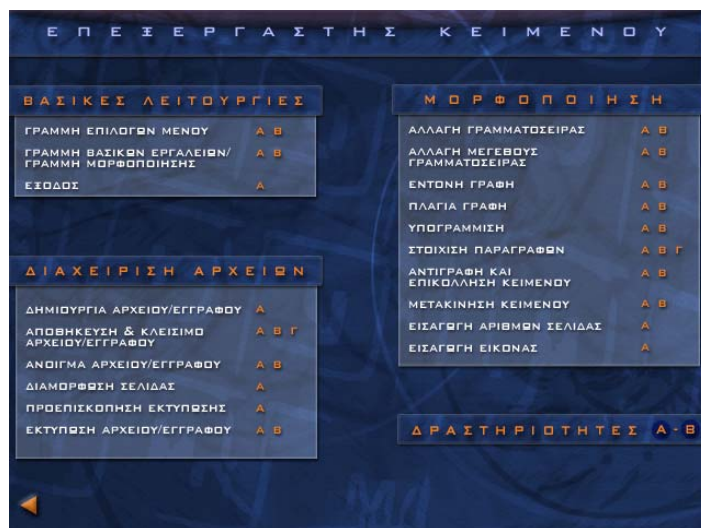 ΕΠΕΞΕΡΓΑΣΤΗΣ ΚΕΙΜΕΝΟΥ
ΒΑΣΙΚΕΣ ΛΕΙΤΟΥΡΓΙΕΣ
ΓΡΑΜΜΗ ΕΠΙΛΟΓΩΝ ΜΕΝΟΥ Α Β
ΓΡΑΜΜΗ ΒΑΣΙΚΩΝ ΕΡΓΑΛΕΙΩΝ/ Α Β
ΓΡΑΜΜΗ ΜΟΡΦΟΠΟΙΗΣΗΣ
ΕΞΟΔΟΣ Α
ΔΙΑΧΕΙΡΙΣΗ ΑΡΧΕΙΩΝ
ΔΗΜΙΟΥΡΓΙΑ ΑΡΧΕΙΟΥ/ΕΓΓΡΑΦΟΥ Α
ΑΠΟΘΗΚΕΥΣΗ & ΚΛΕΙΣΙΜΟ Α Β Γ
ΑΡΧΕΙΟΥ/ΕΓΓΡΑΦΟΥ
ΑΝΟΙΓΜΑ ΑΡΧΕΙΟΥ/ΕΓΓΡΑΦΟΥ Α Β
ΔΙΑΜΟΡΦΩΣΗ ΣΕΛΙΔΑΣ Α
ΠΡΟΕΠΙΣΚΟΠΗΣΗ ΕΚΤΥΠΩΣΗΣ Α
ΕΚΤΥΠΩΣΗ ΑΡΧΕΙΟΥ/ΕΓΓΡΑΦΟΥ Α Β
ΜΟΡΦΟΠΟΙΗΣΗ
ΑΛΛΑΓΗ ΓΡΑΜΜΑΤΟΣΕΙΡΑΣ Α Β
ΑΛΛΑΓΗ ΜΕΓΕΘΟΥΣ Α Β
ΓΡΑΜΜΑΤΟΣΕΙΡΑΣ
ΕΝΤΟΝΗ ΓΡΑΦΗ Α Β
ΠΛΑΓΙΑ ΓΡΑΦΗ Α Β
ΥΠΟΓΡΑΜΜΙΣΗ Α Β
ΣΤΟΙΧΙΣΗ ΠΑΡΑΓΡΑΦΩΝ Α Β Γ
ΑΝΤΙΓΡΑΦΗ ΚΑΙ Α Β
ΕΠΙΚΟΛΛΗΣΗ ΚΕΙΜΕΝΟΥ
ΜΕΤΑΚΙΝΗΣΗ ΚΕΙΜΕΝΟΥ Α Β
ΕΙΣΑΓΩΓΗ ΑΡΙΘΜΩΝ ΣΕΛΙΔΑΣ Α
ΕΙΣΑΓΩΓΗ ΕΙΚΟΝΑΣ Α
ΔΡΑΣΤΗΡΙΟΤΗΤΕΣ Α - Β